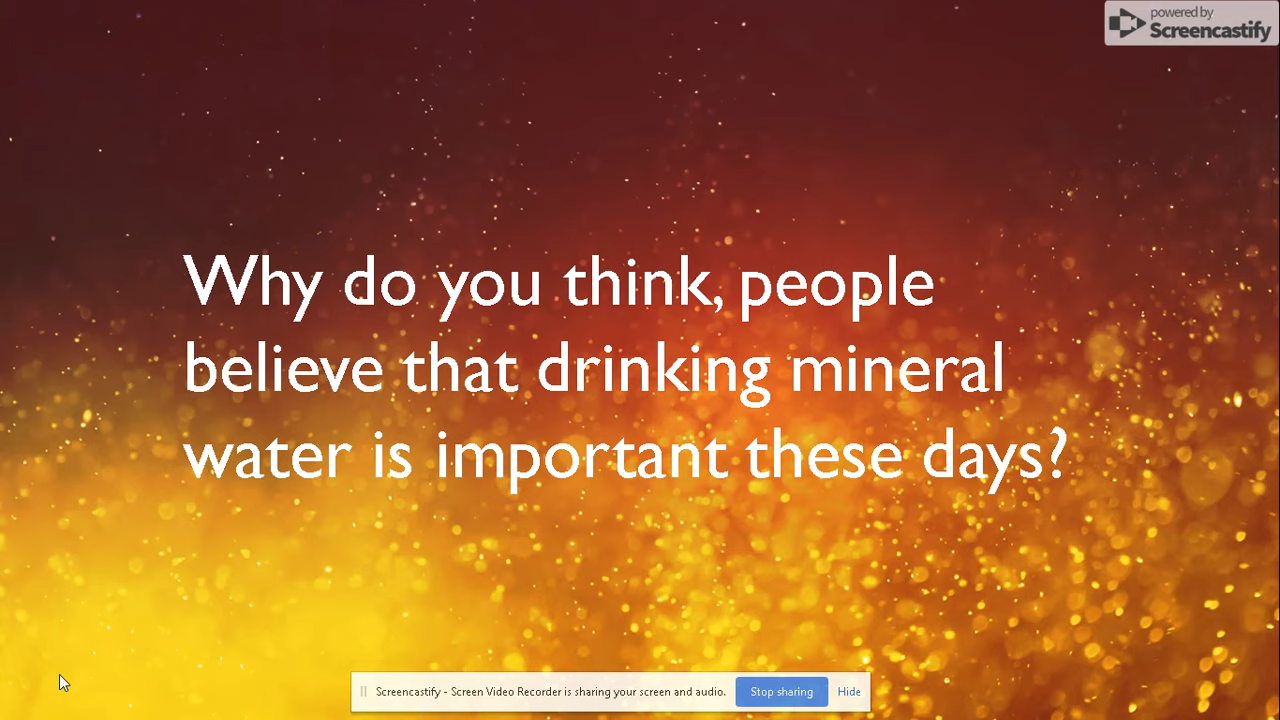 powered by
Screencastify
Why do you think, people
believe that drinking mineral
water is important these days?
Screencastify - Screen Video Recorder is sharing your screen and audio.
Stop sharing
Hide